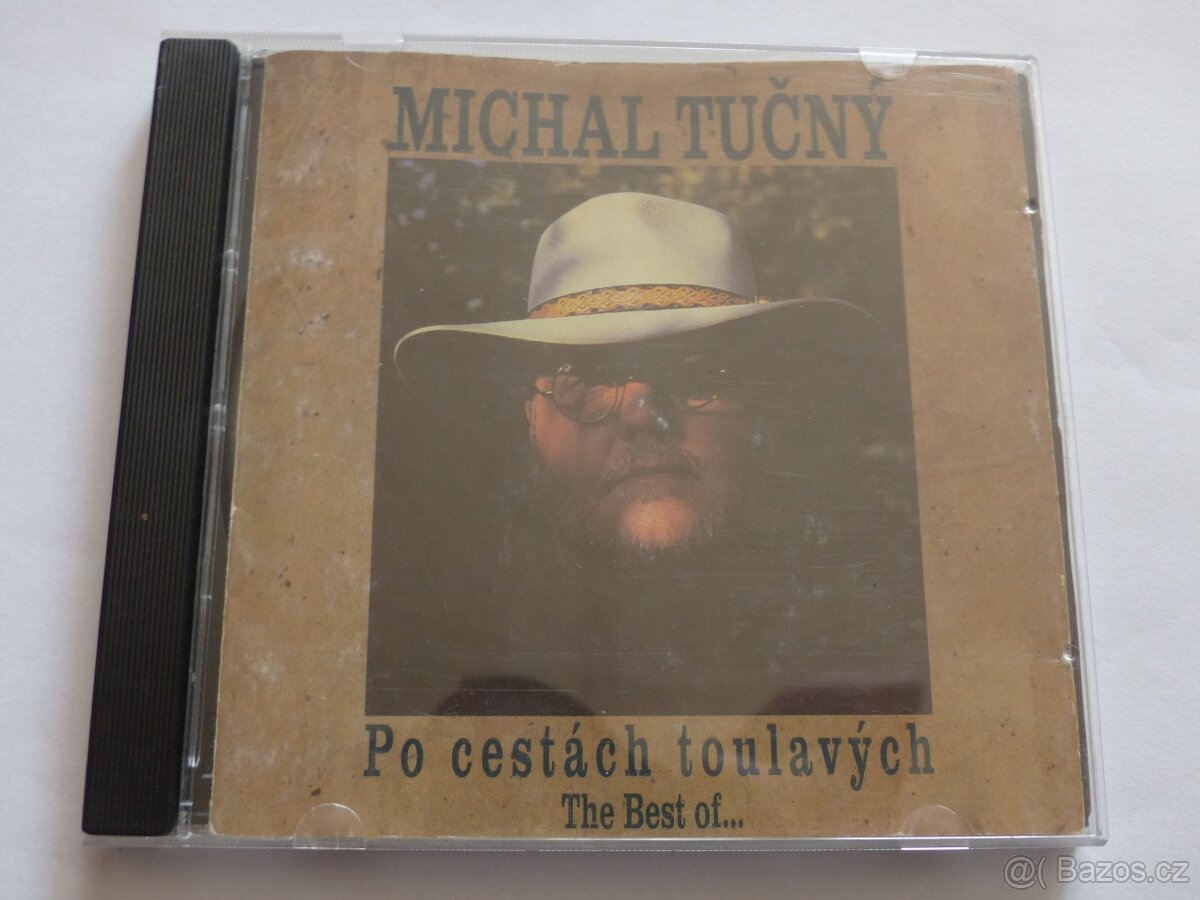 MICHAL TUČNÝ
Po cestách toulavých
The Best of...
@( Bazos.cz